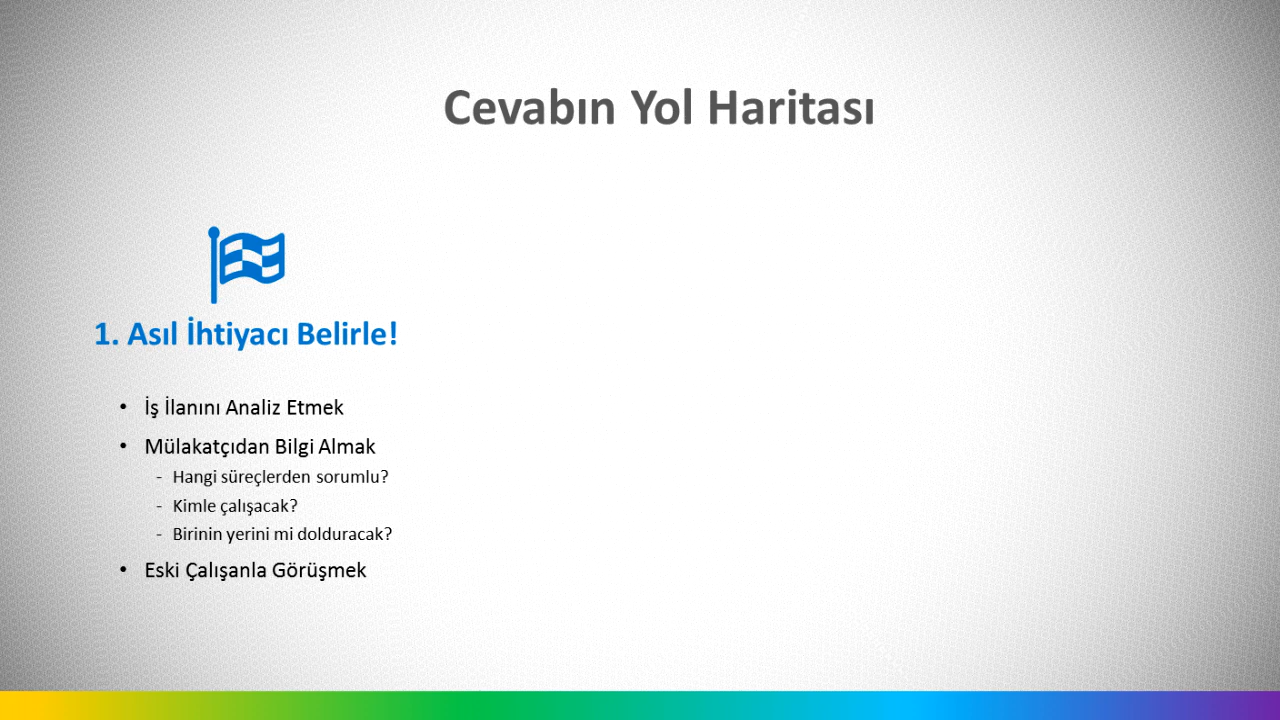 Cevabın Yol Haritası
1. Asıl İhtiyacı Belirle!
• İş İlanını Analiz Etmek
• Mülakatçıdan Bilgi Almak
- Hangi süreçlerden sorumlu?
- Kimle çalışacak?
- Birinin yerini mi dolduracak?
• Eski Çalışanla Görüşmek